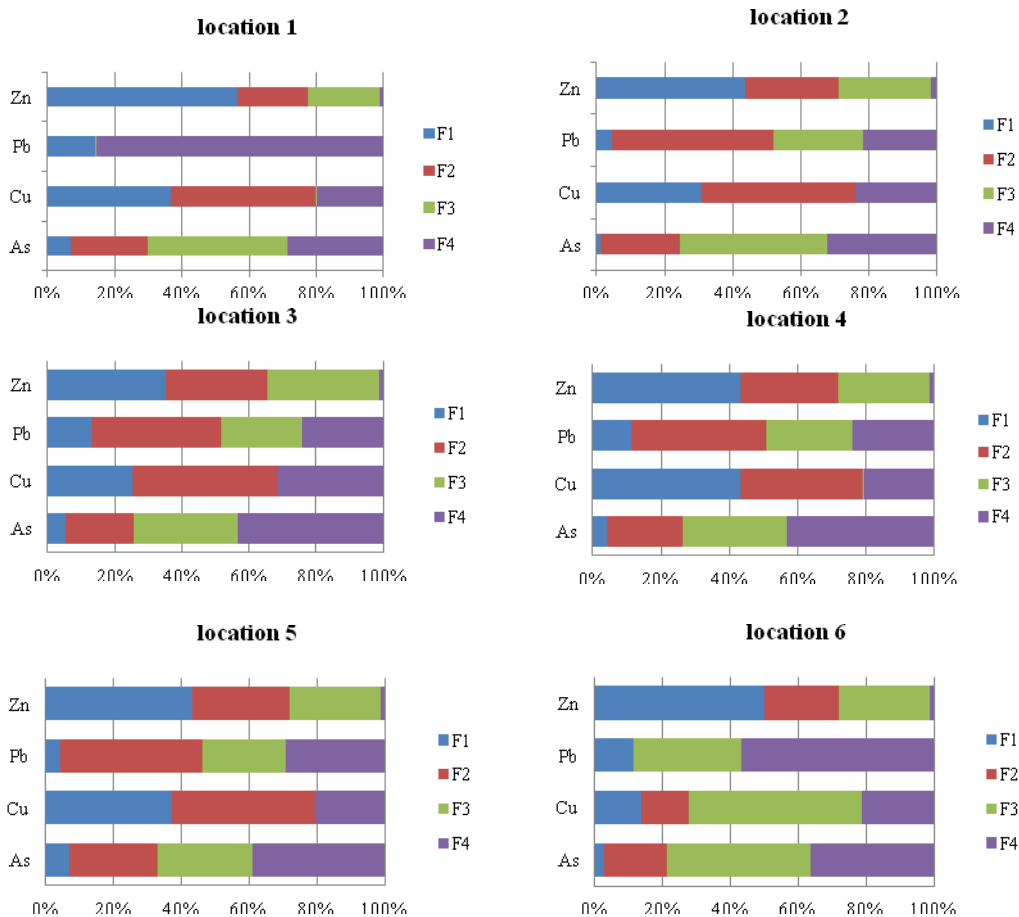 location 1
Zn
Pb
Cu
As
0% 20% 40% 60% 80% 100%
F1
F2
F3
F4
location 2
Zn
Pb
Cu
As
0% 20% 40% 60% 80% 100%
F1
F2
F3
F4
location 3
Zn
Pb
Cu
As
0% 20% 40% 60% 80% 100%
F1
F2
F3
F4
location 4
Zn
Pb
Cu
As
0% 20% 40% 60% 80% 100%
F1
F2
F3
F4
location 5
Zn
Pb
Cu
As
0% 20% 40% 60% 80% 100%
F1
F2
F3
F4
location 6
Zn
Pb
Cu
As
0% 20% 40% 60% 80% 100%
F1
F2
F3
F4